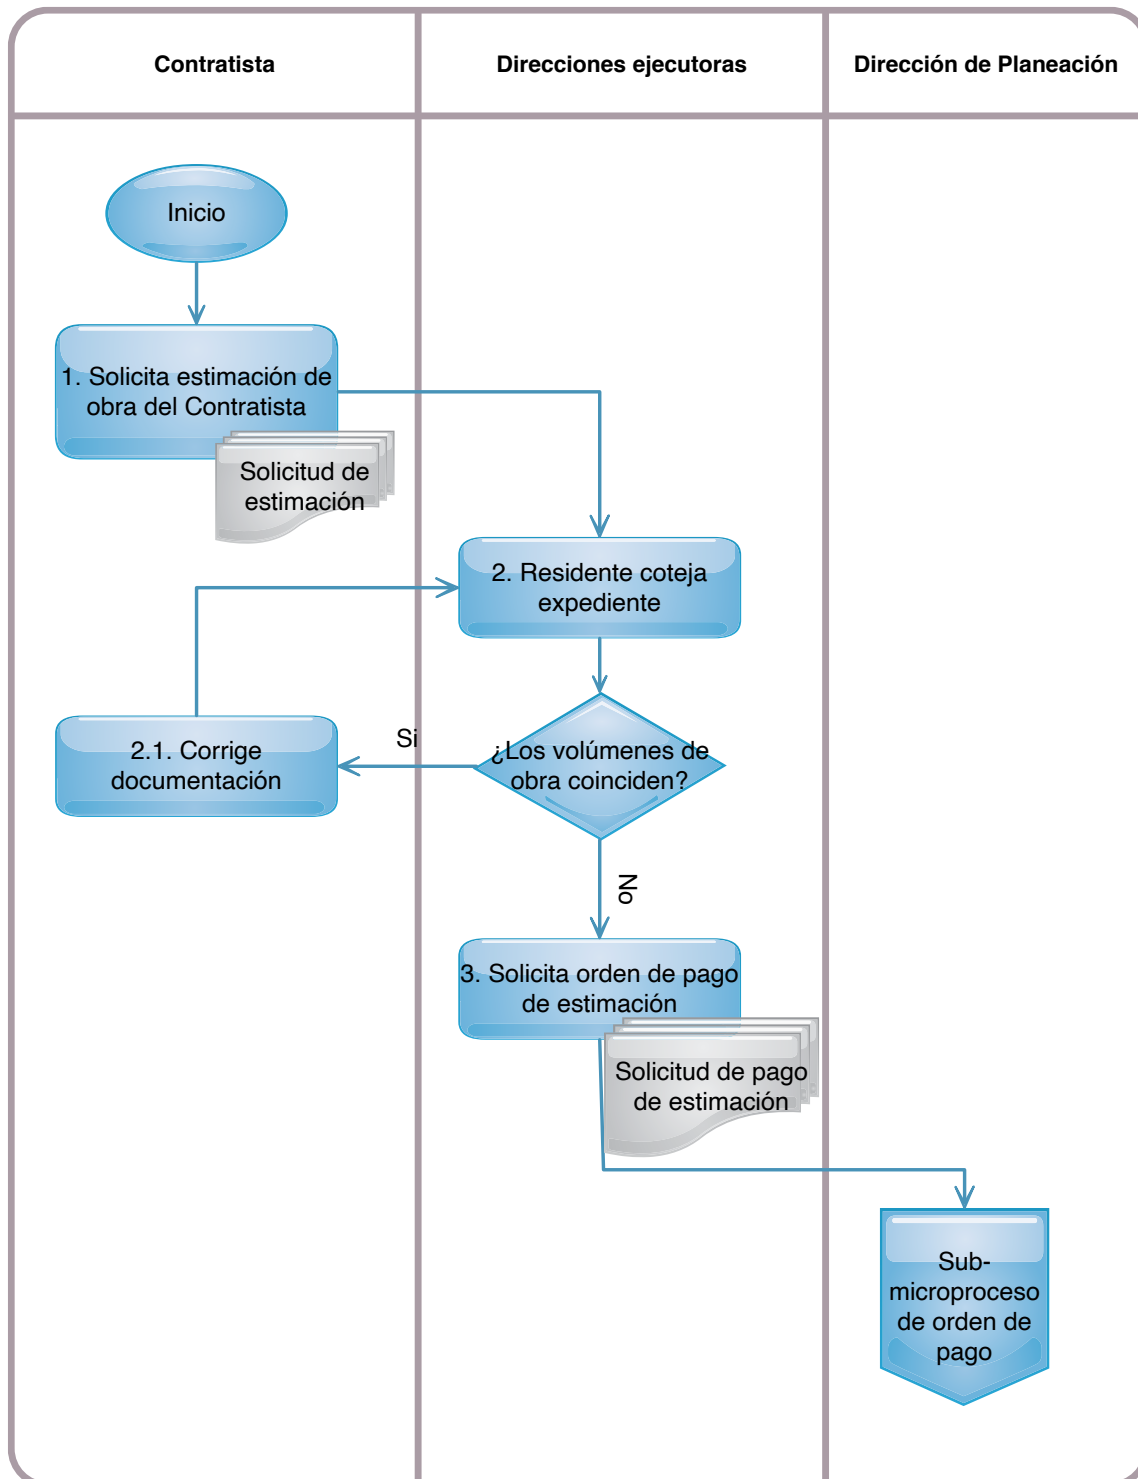 Contratista
Direcciones ejecutoras
Dirección de Planeación
Inicio
1. Solicita estimación de
obra del Contratista
Solicitud de
estimación
2. Residente coteja
expediente
2.1. Corrige
documentación
Si
¿Los volúmenes de
obra coinciden?
No
3. Solicita orden de pago
de estimación
Solicitud de pago
de estimación
Sub-
microproceso
de orden de
pago